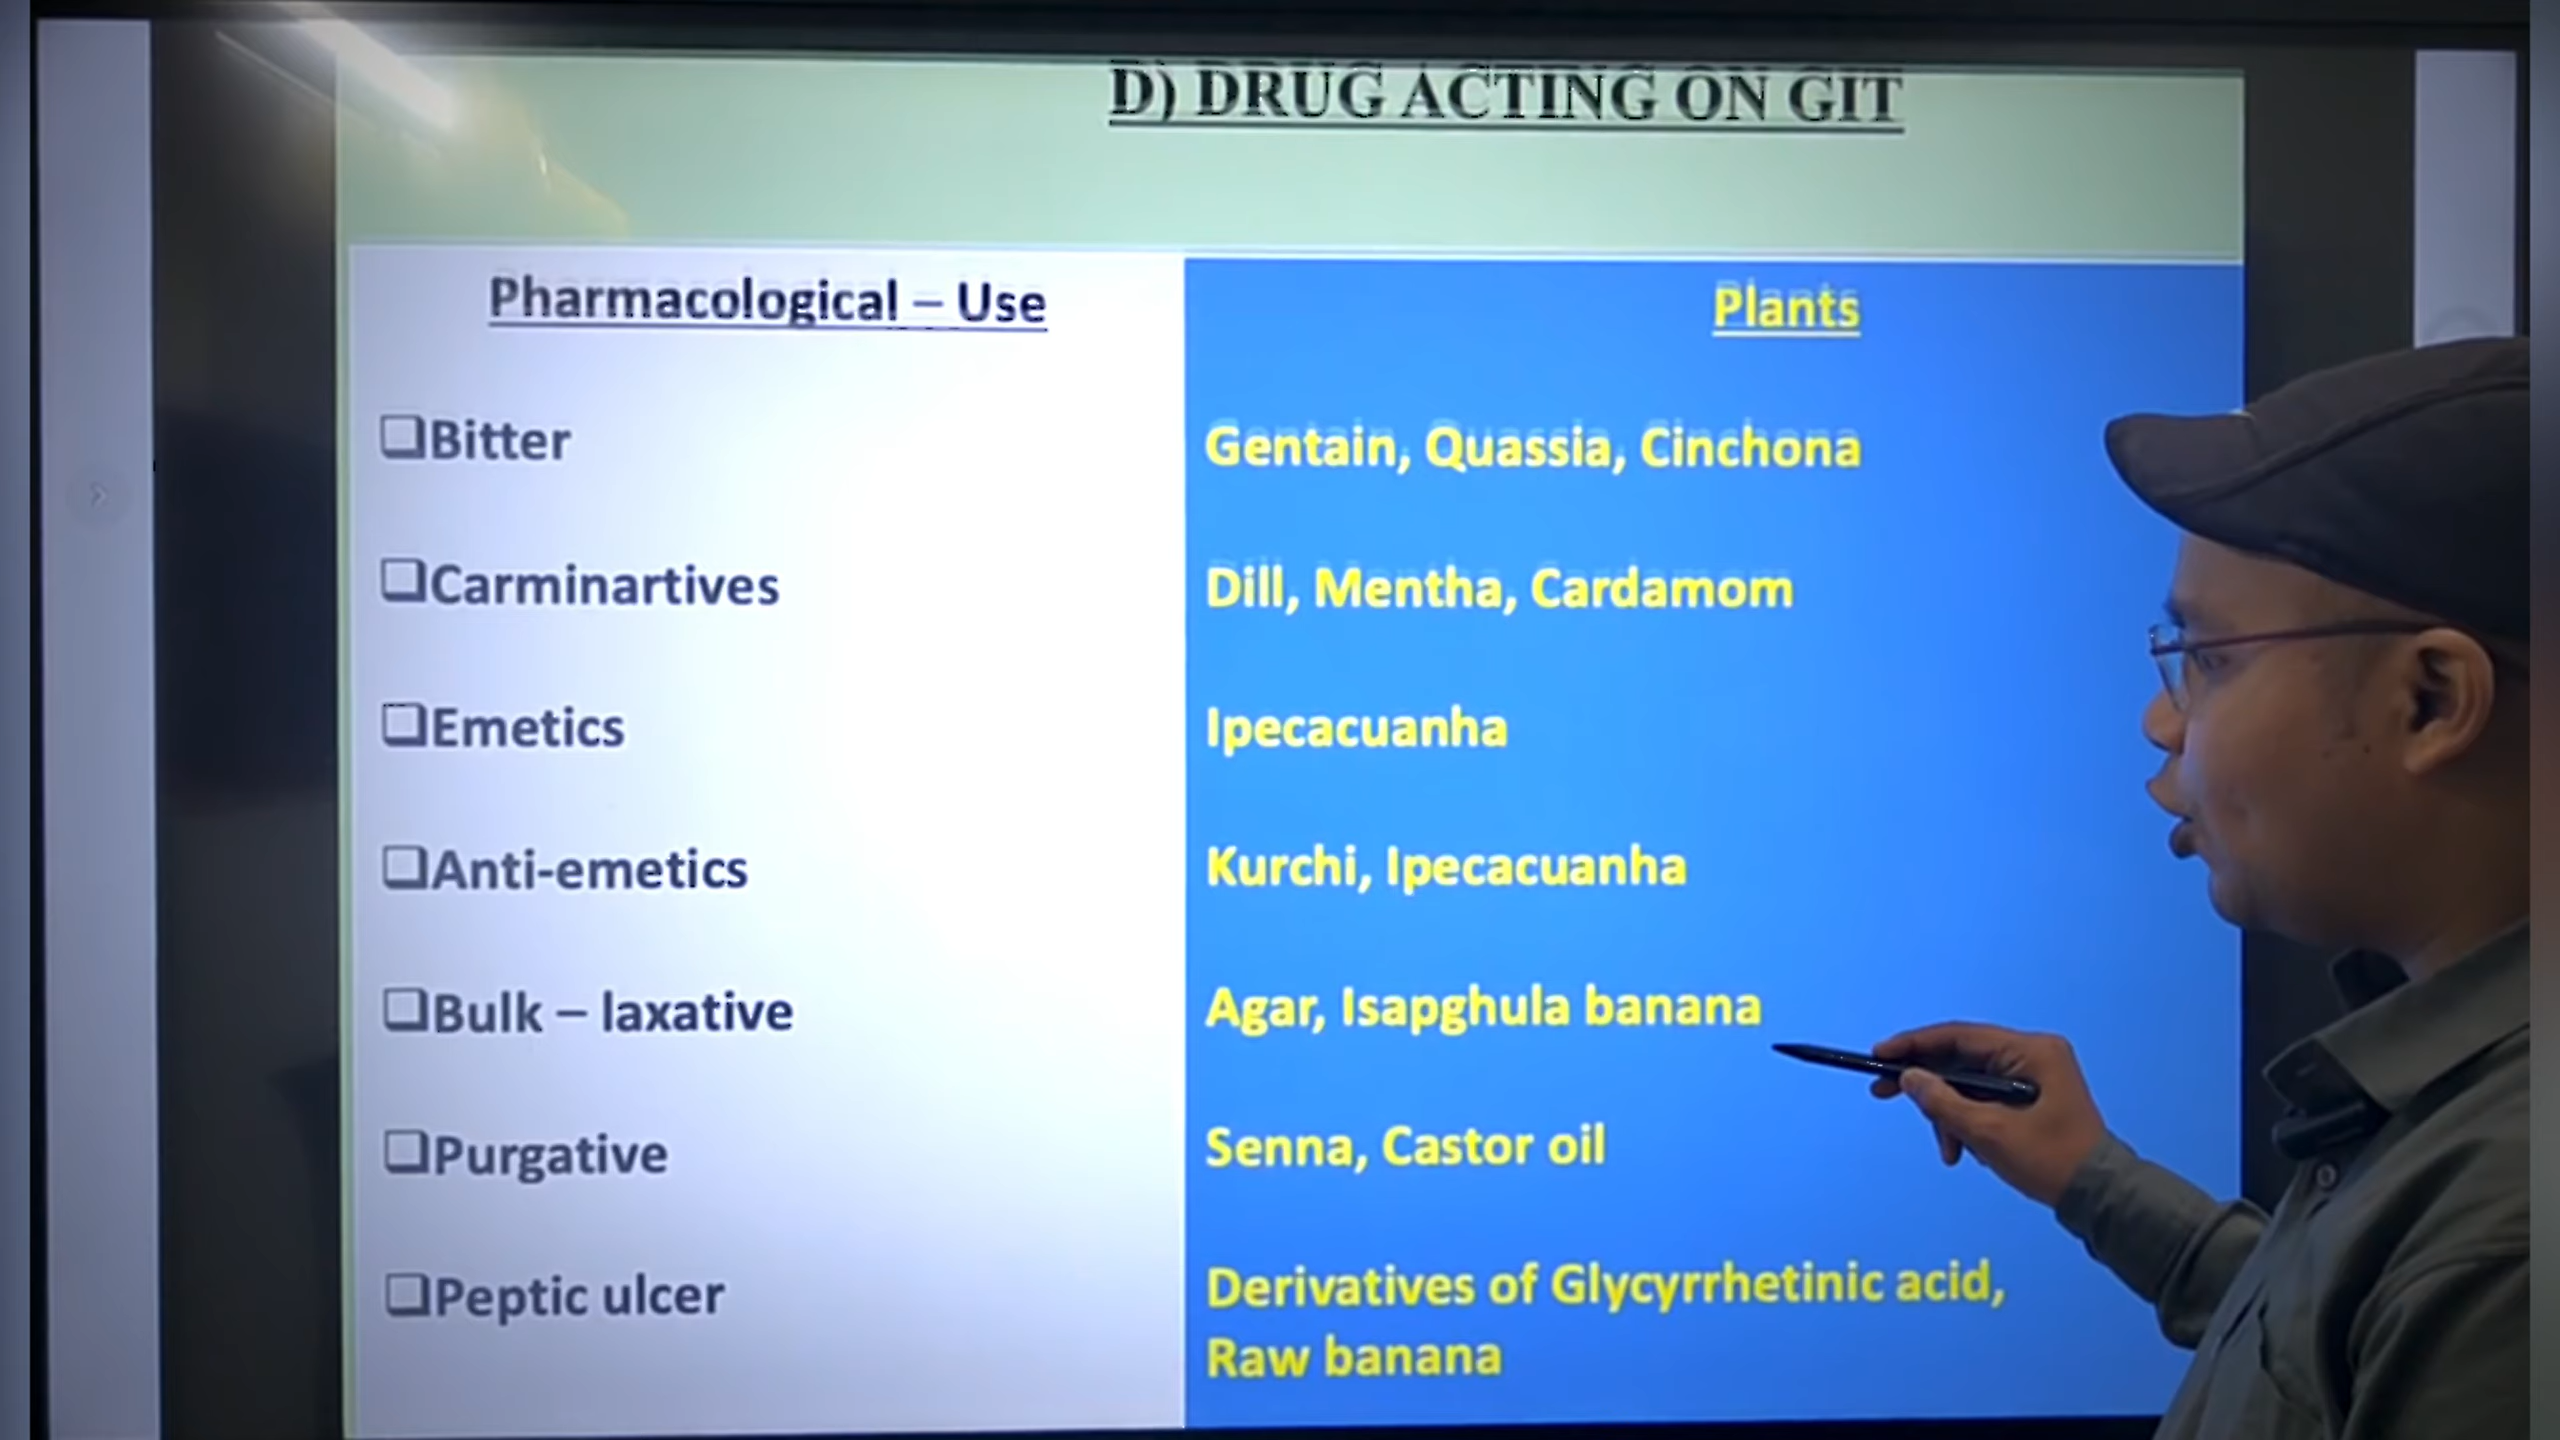 D) DRUG ACTING ON GIT
Pharmacological – Use
Plants
❑Bitter
Gentain, Quassia, Cinchona
❑Carminartives
Dill, Mentha, Cardamom
❑Emetics
Ipecacuanha
❑Anti-emetics
Kurchi, Ipecacuanha
❑Bulk – laxative
Agar, Isapghula banana
❑Purgative
Senna, Castor oil
❑Peptic ulcer
Derivatives of Glycyrrhetinic acid,
Raw banana